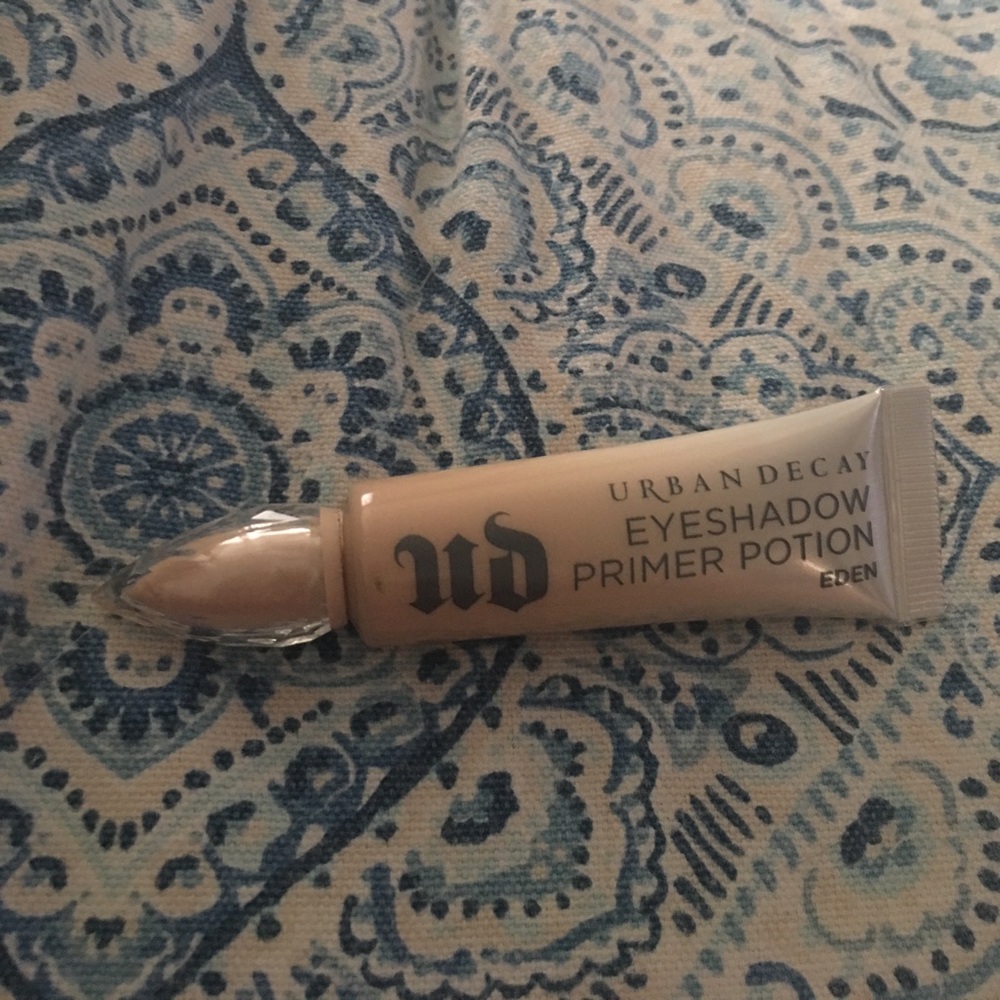 ud
URBAN DECAY
EYESHADOW
PRIMER POTION
EDEN